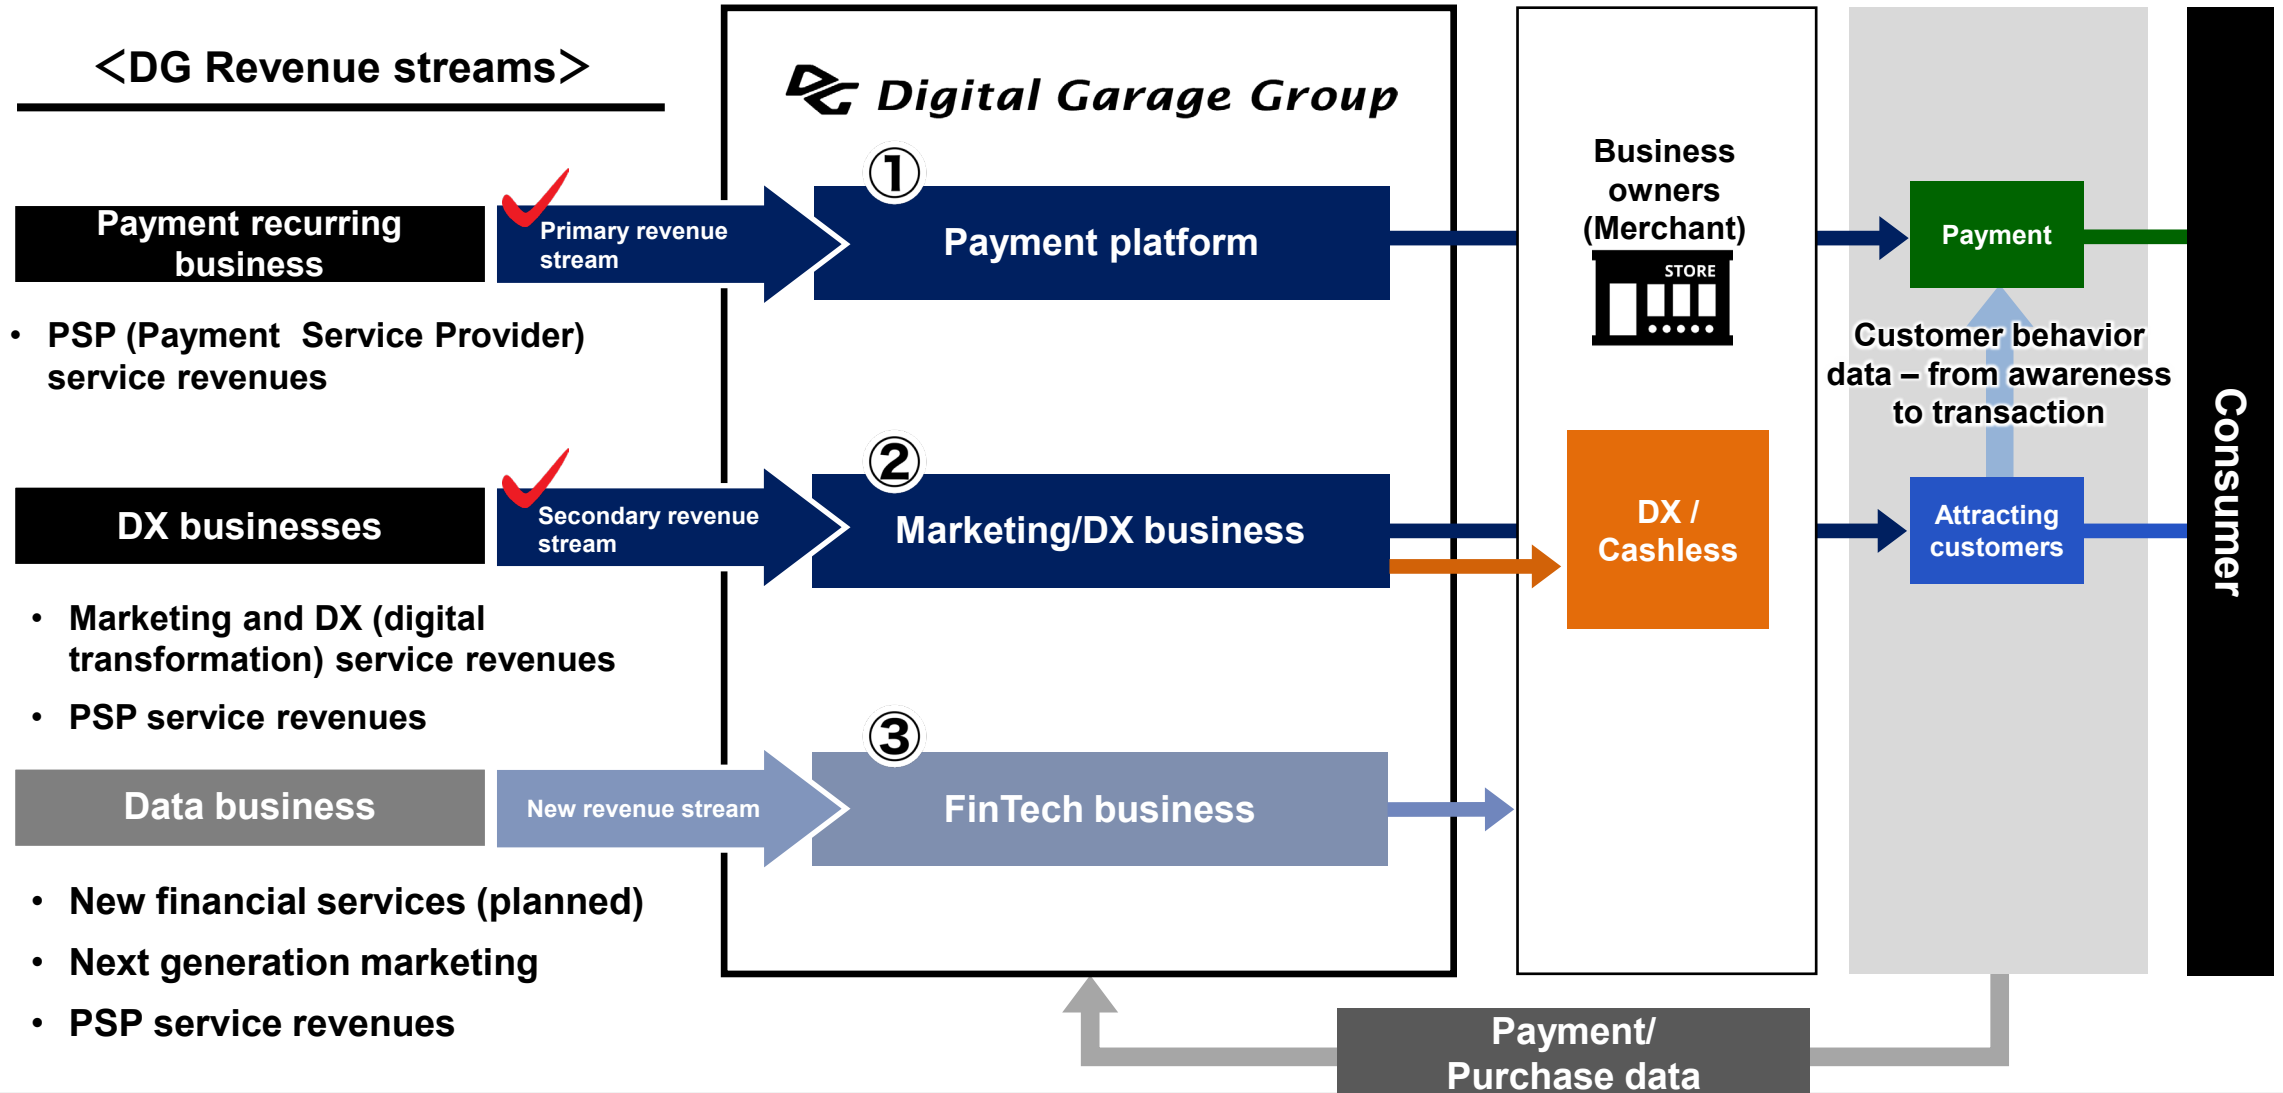 <DG Revenue streams>
Digital Garage Group
Payment recurring
business
Primary revenue
stream
①
Payment platform
Business
owners
(Merchant)
STORE
Payment
• PSP (Payment Service Provider)
service revenues
Customer behavior
data – from awareness
to transaction
Consumer
DX businesses
Secondary revenue
stream
②
Marketing/DX business
DX /
Cashless
Attracting
customers
• Marketing and DX (digital
transformation) service revenues
• PSP service revenues
Data business
New revenue stream
③
FinTech business
• New financial services (planned)
• Next generation marketing
• PSP service revenues
Payment/
Purchase data